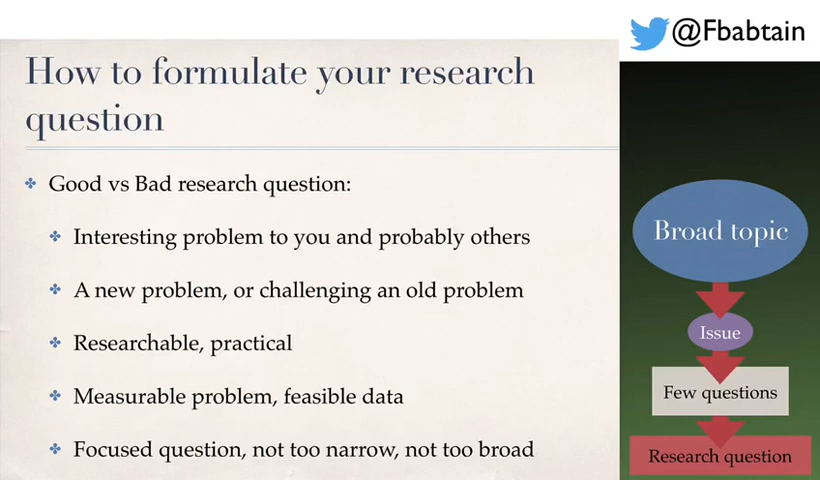 @Fbabtain
How to formulate your research
question
Good vs Bad research question:
Interesting problem to you and probably others
A new problem, or challenging an old problem
Researchable, practical
Measurable problem, feasible data
Focused question, not too narrow, not too broad
Broad topic
Issue
Few questions
Research question